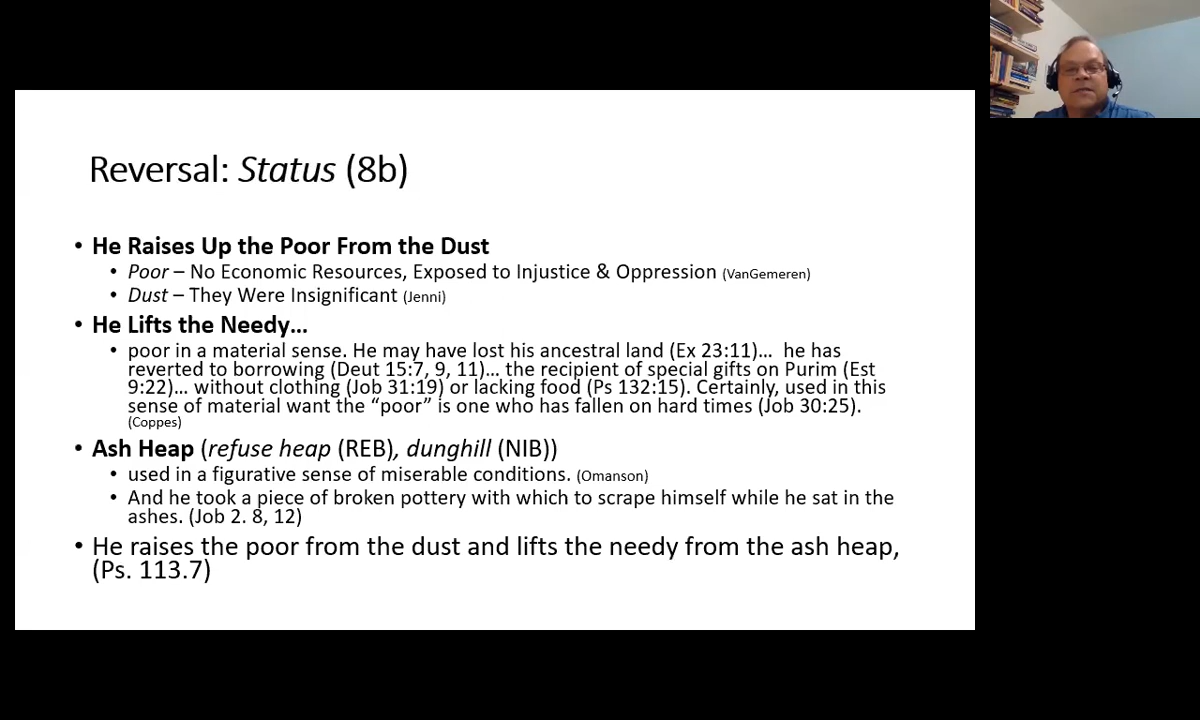 Reversal: Status (8b)
• He Raises Up the Poor From the Dust
• Poor – No Economic Resources, Exposed to Injustice & Oppression (VanGemeren)
• Dust – They Were Insignificant (Jenni)
• He Lifts the Needy…
• poor in a material sense. He may have lost his ancestral land (Ex 23:11)… he has
reverted to borrowing (Deut 15:7, 9, 11)… the recipient of special gifts on Purim (Est
9:22)… without clothing (Job 31:19) or lacking food (Ps 132:15). Certainly, used in this
sense of material want the “poor” is one who has fallen on hard times (Job 30:25).
(Coppes)
• Ash Heap (refuse heap (REB), dunghill (NIB))
• used in a figurative sense of miserable conditions. (Omanson)
• And he took a piece of broken pottery with which to scrape himself while he sat in the
ashes. (Job 2. 8, 12)
• He raises the poor from the dust and lifts the needy from the ash heap,
(Ps. 113.7)